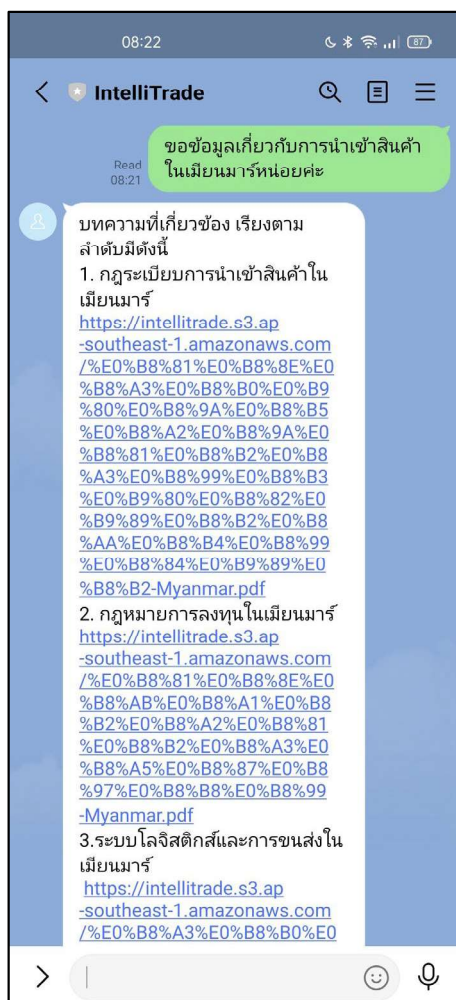 08:22
87
IntelliTrade
ขอข้อมูลเกี่ยวกับการนำเข้าสินค้า
ในเมียนมาร์หน่อยค่ะ
Read
08:21
บทความที่เกี่ยวข้อง เรียงตาม
ลำดับมีดังนี้
1. กฎระเบียบการนำเข้าสินค้าใน
เมียนมาร์
https://intellitrade.s3.ap
-southeast-1.amazonaws.com
/%E0%B8%81%E0%B8%8E%E0
%B8%A3%E0%B8%B0%E0%B9
%80%E0%B8%9A%E0%B8%B5
%E0%B8%A2%E0%B8%9A%E0
%B8%81%E0%B8%B2%E0%B8
%A3%E0%B8%99%E0%B8%B3
%E0%B9%80%E0%B8%82%E0
%B9%89%E0%B8%B2%E0%B8
%AA%E0%B8%B4%E0%B8%99
%E0%B8%84%E0%B9%89%E0
%B8%B2-Myanmar.pdf
2. กฎหมายการลงทุนในเมียนมาร์
https://intellitrade.s3.ap
-southeast-1.amazonaws.com
/%E0%B8%81%E0%B8%8E%E0
%B8%AB%E0%B8%A1%E0%B8
%B2%E0%B8%A2%E0%B8%81
%E0%B8%B2%E0%B8%A3%E0
%B8%A5%E0%B8%87%E0%B8
%97%E0%B8%B8%E0%B8%99
-Myanmar.pdf
3.ระบบโลจิสติกส์และการขนส่งใน
เมียนมาร์
https://intellitrade.s3.ap
-southeast-1.amazonaws.com
/%E0%B8%A3%E0%B8%B0%E0